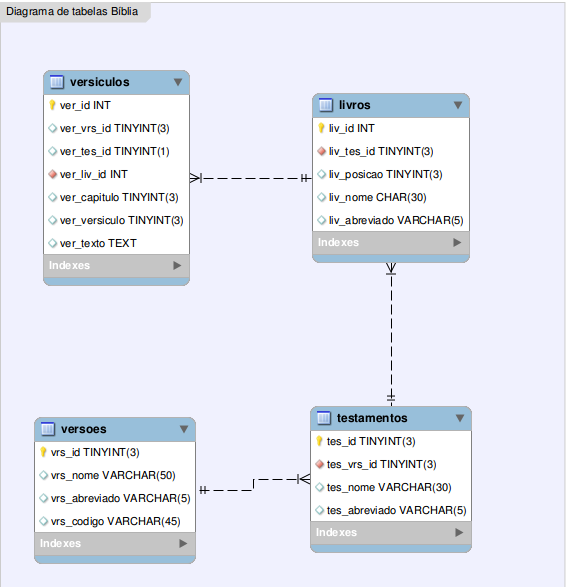 Diagrama de tabelas Bíblia
versiculos
ver_id INT
ver_vrs_id TINYINT(3)
ver_tes_id TINYINT(1)
ver_liv_id INT
ver_capitulo TINYINT(3)
ver_versiculo TINYINT(3)
ver_texto TEXT
Indexes
livros
liv_id INT
liv_tes_id TINYINT(3)
liv_posicao TINYINT(3)
liv_nome CHAR(30)
liv_abreviado VARCHAR(5)
Indexes
versoes
vrs_id TINYINT(3)
vrs_nome VARCHAR(50)
vrs_abreviado VARCHAR(5)
vrs_codigo VARCHAR(45)
Indexes
testamentos
tes_id TINYINT(3)
tes_vrs_id TINYINT(3)
tes_nome VARCHAR(30)
tes_abreviado VARCHAR(5)
Indexes